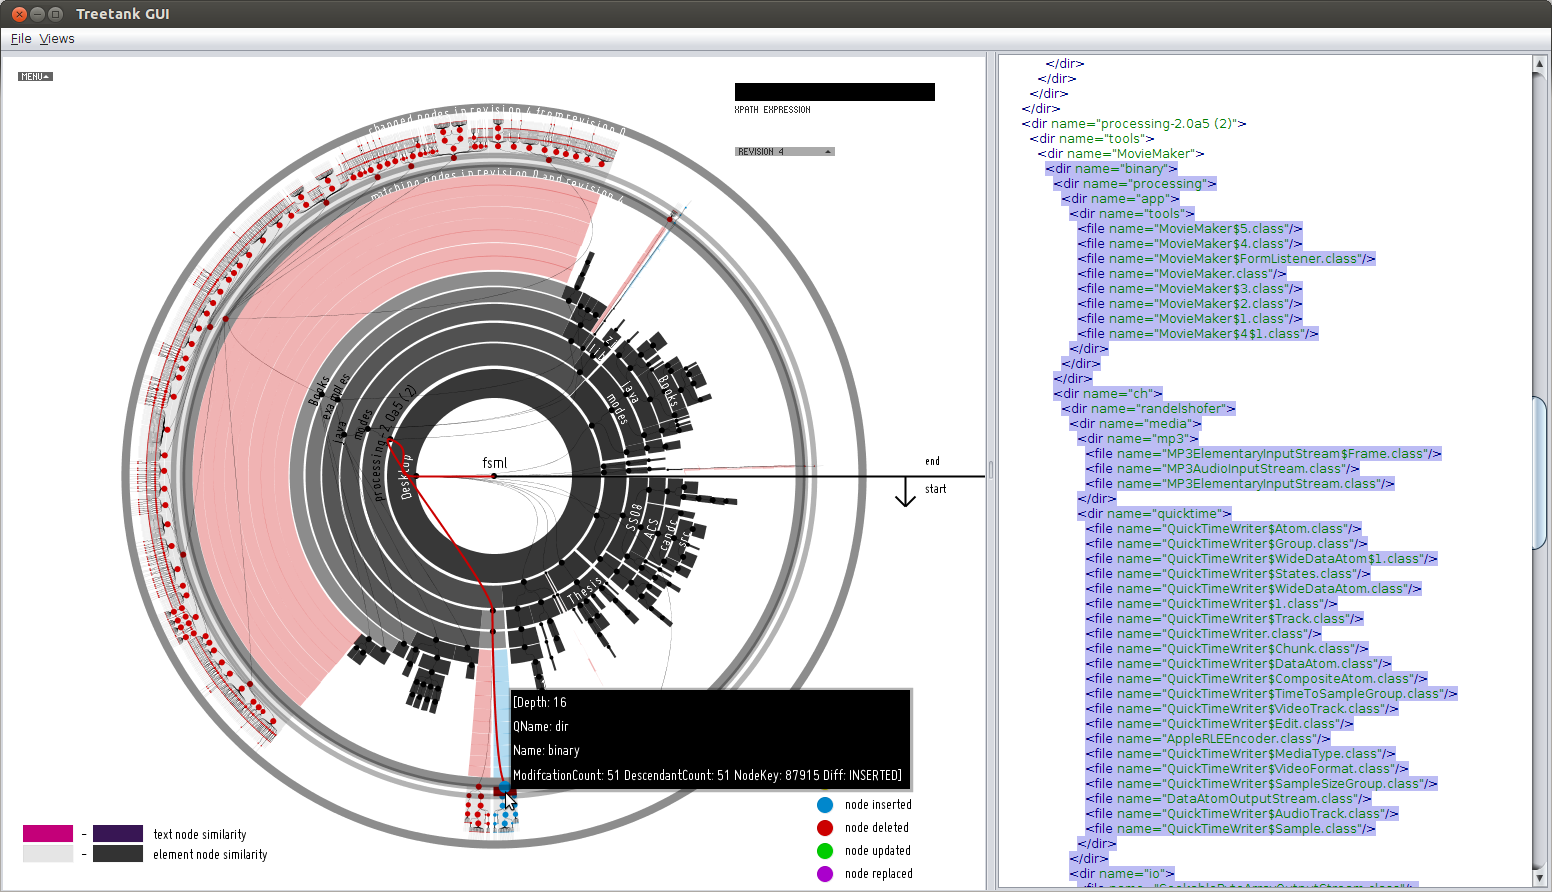 Treetank GUI
File Views
MENU
XPATH EXPRESSION
REVISION 4
changed nodes in revision 4 from revision 0
matching nodes in revision 0 and revision 4
Books
examples
java
modes
processing-2.0a5 (2)
Desktop
fsml
lib
java
modes
Books
SSDB
ACS
candc
src
Thesis
end
start
[Depth: 16
QName: dir
Name: binary
ModifcationCount: 51 DescendantCount: 51 NodeKey: 87915 Diff: INSERTED]
node inserted
node deleted
node updated
node replaced
- text node similarity
- element node similarity
</dir>
</dir>
</dir>
</dir>
<dir name="processing-2.0a5 (2)">
<dir name="tools">
<dir name="MovieMaker">
<dir name="binary">
<dir name="processing">
<dir name="app">
<dir name="tools">
<file name="MovieMaker$5.class"/>
<file name="MovieMaker$4.class"/>
<file name="MovieMaker$FormListener.class"/>
<file name="MovieMaker.class"/>
<file name="MovieMaker$3.class"/>
<file name="MovieMaker$2.class"/>
<file name="MovieMaker$1.class"/>
<file name="MovieMaker$4$1.class"/>
</dir>
</dir>
</dir>
<dir name="ch">
<dir name="randelshofer">
<dir name="media">
<dir name="mp3">
<file name="MP3ElementaryInputStream$Frame.class"/>
<file name="MP3AudioInputStream.class"/>
<file name="MP3ElementaryInputStream.class"/>
</dir>
<dir name="quicktime">
<file name="QuickTimeWriter$Atom.class"/>
<file name="QuickTimeWriter$Group.class"/>
<file name="QuickTimeWriter$WideDataAtom$1.class"/>
<file name="QuickTimeWriter$States.class"/>
<file name="QuickTimeWriter$WideDataAtom.class"/>
<file name="QuickTimeWriter$1.class"/>
<file name="QuickTimeWriter$Track.class"/>
<file name="QuickTimeWriter.class"/>
<file name="QuickTimeWriter$Chunk.class"/>
<file name="QuickTimeWriter$DataAtom.class"/>
<file name="QuickTimeWriter$CompositeAtom.class"/>
<file name="QuickTimeWriter$TimeToSampleGroup.class"/>
<file name="QuickTimeWriter$VideoTrack.class"/>
<file name="QuickTimeWriter$Edit.class"/>
<file name="AppleRLEEncoder.class"/>
<file name="QuickTimeWriter$MediaType.class"/>
<file name="QuickTimeWriter$VideoFormat.class"/>
<file name="QuickTimeWriter$SampleSizeGroup.class"/>
<file name="DataAtomOutputStream.class"/>
<file name="QuickTimeWriter$AudioTrack.class"/>
<file name="QuickTimeWriter$Sample.class"/>
</dir>
</dir>
<dir name="io">